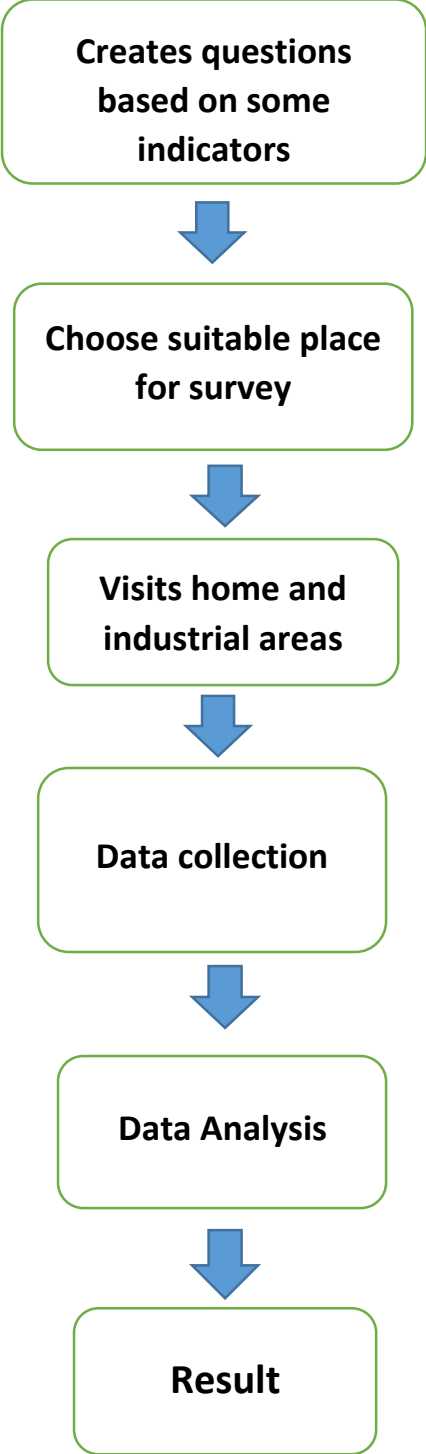 Creates questions
based on some
indicators
Choose suitable place
for survey
Visits home and
industrial areas
Data collection
Data Analysis
Result